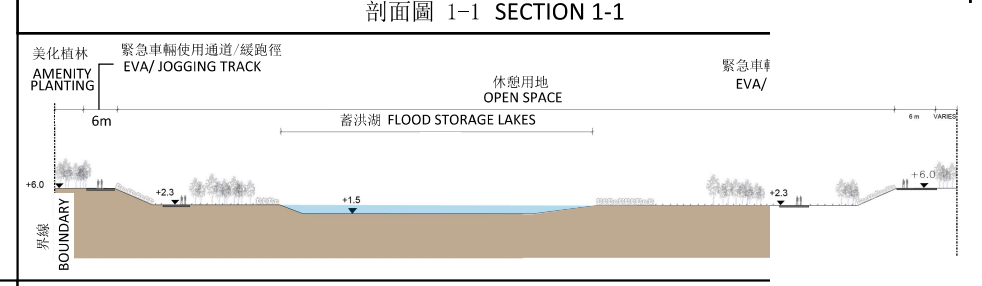 剖面圖 1-1 SECTION 1-1
美化植林
AMENITY
PLANTING
緊急車輛使用通道/緩跑徑
EVA/ JOGGING TRACK
休憩用地
OPEN SPACE
緊急車
EVA/
6m
蓄洪湖 FLOOD STORAGE LAKES
6 m
VARIES
+6.0
+2.3
+1.5
+2.3
+6.0
界線
BOUNDARY